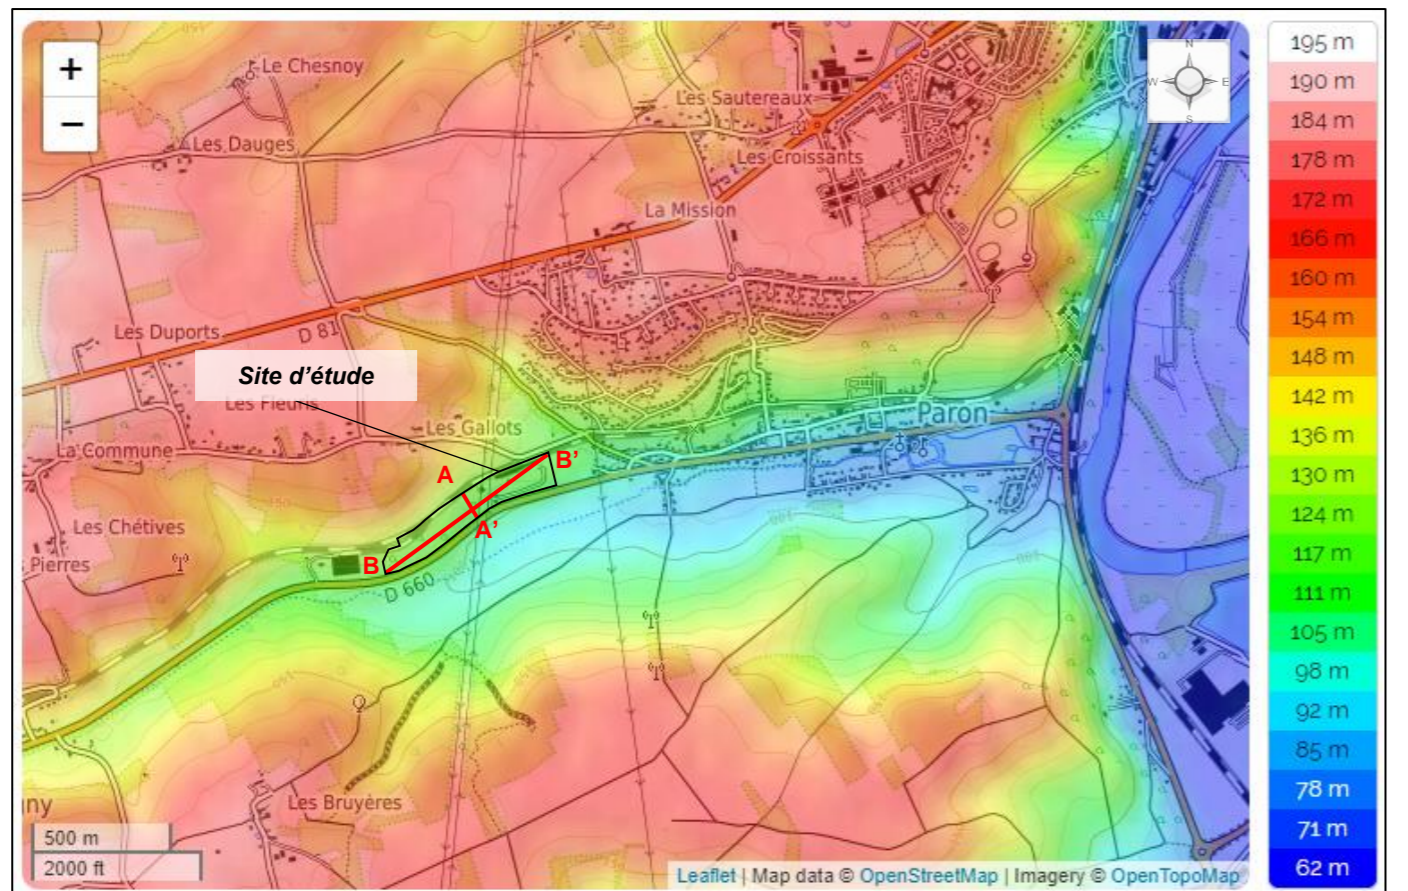 +
−
N
W E
S
Le Chesnoy
Les Dauges
Les Sautereaux
Les Croissants
La Mission
Les Duports
D 81
Site d'étude
Les Fleuris
Les Gallots
La Commune
Paron
A
B'
A'
B
Les Chétives
Pierres
D 660
100
Les Bruyères
ny
500 m
2000 ft
Leaflet | Map data © OpenStreetMap | Imagery © OpenTopoMap
195 m
190 m
184 m
178 m
172 m
166 m
160 m
154 m
148 m
142 m
136 m
130 m
124 m
117 m
111 m
105 m
98 m
92 m
85 m
78 m
71 m
62 m